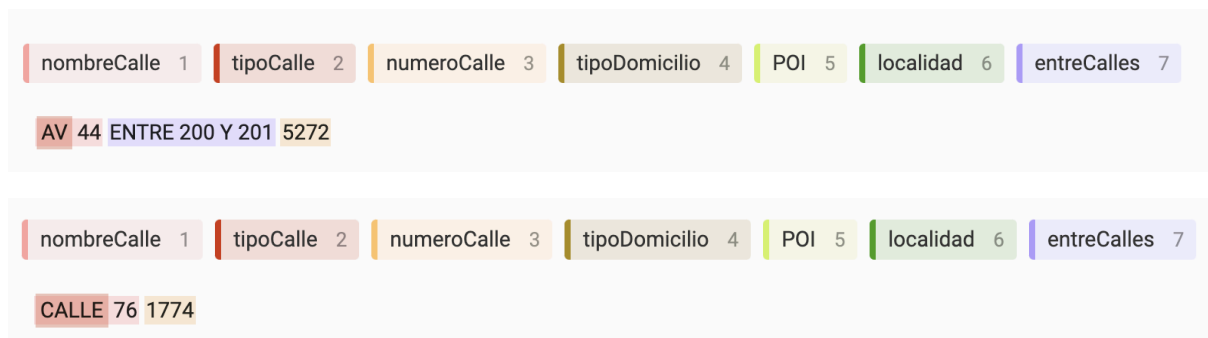 nombreCalle 1 tipoCalle 2 numeroCalle 3 tipoDomicilio 4 POI 5 localidad 6 entreCalles 7
AV 44 ENTRE 200 Y 201 5272
nombreCalle 1 tipoCalle 2 numeroCalle 3 tipoDomicilio 4 POI 5 localidad 6 entreCalles 7
CALLE 76 1774